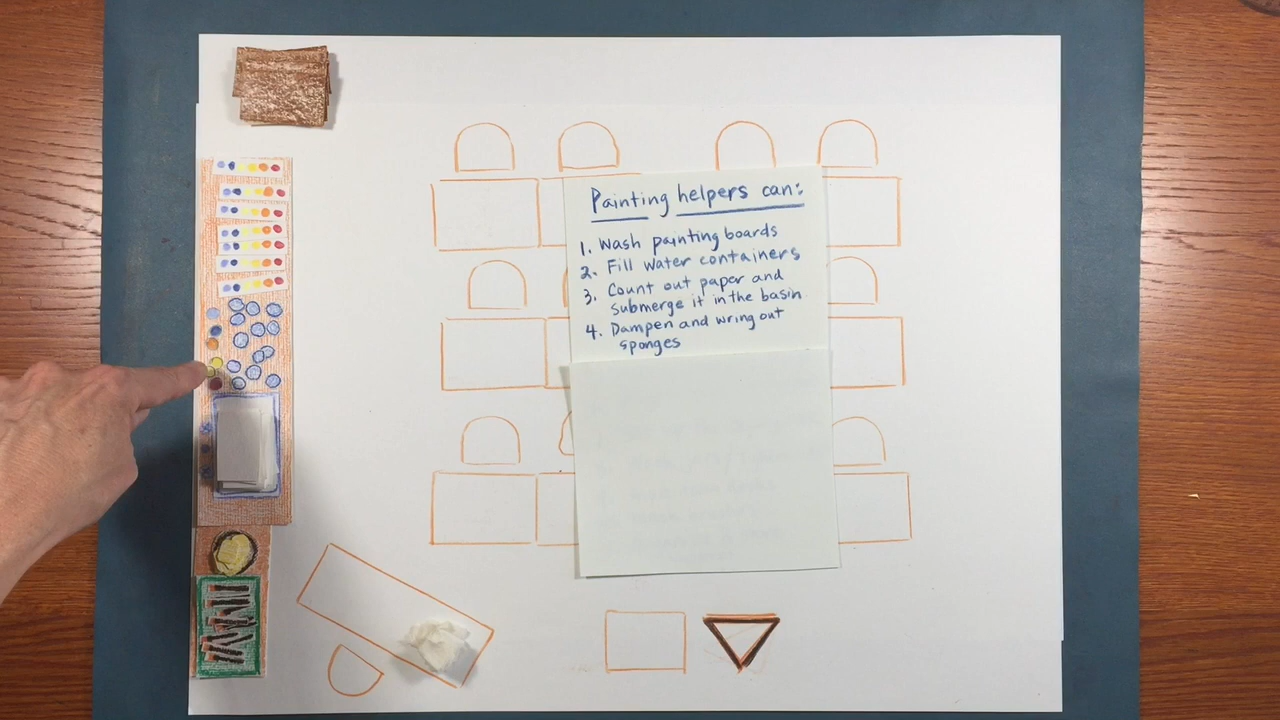 Painting helpers can:
1. Wash painting boards
2. Fill water containers
3. Count out paper and
submerge it in the basin
4. Dampen and wring out
sponges